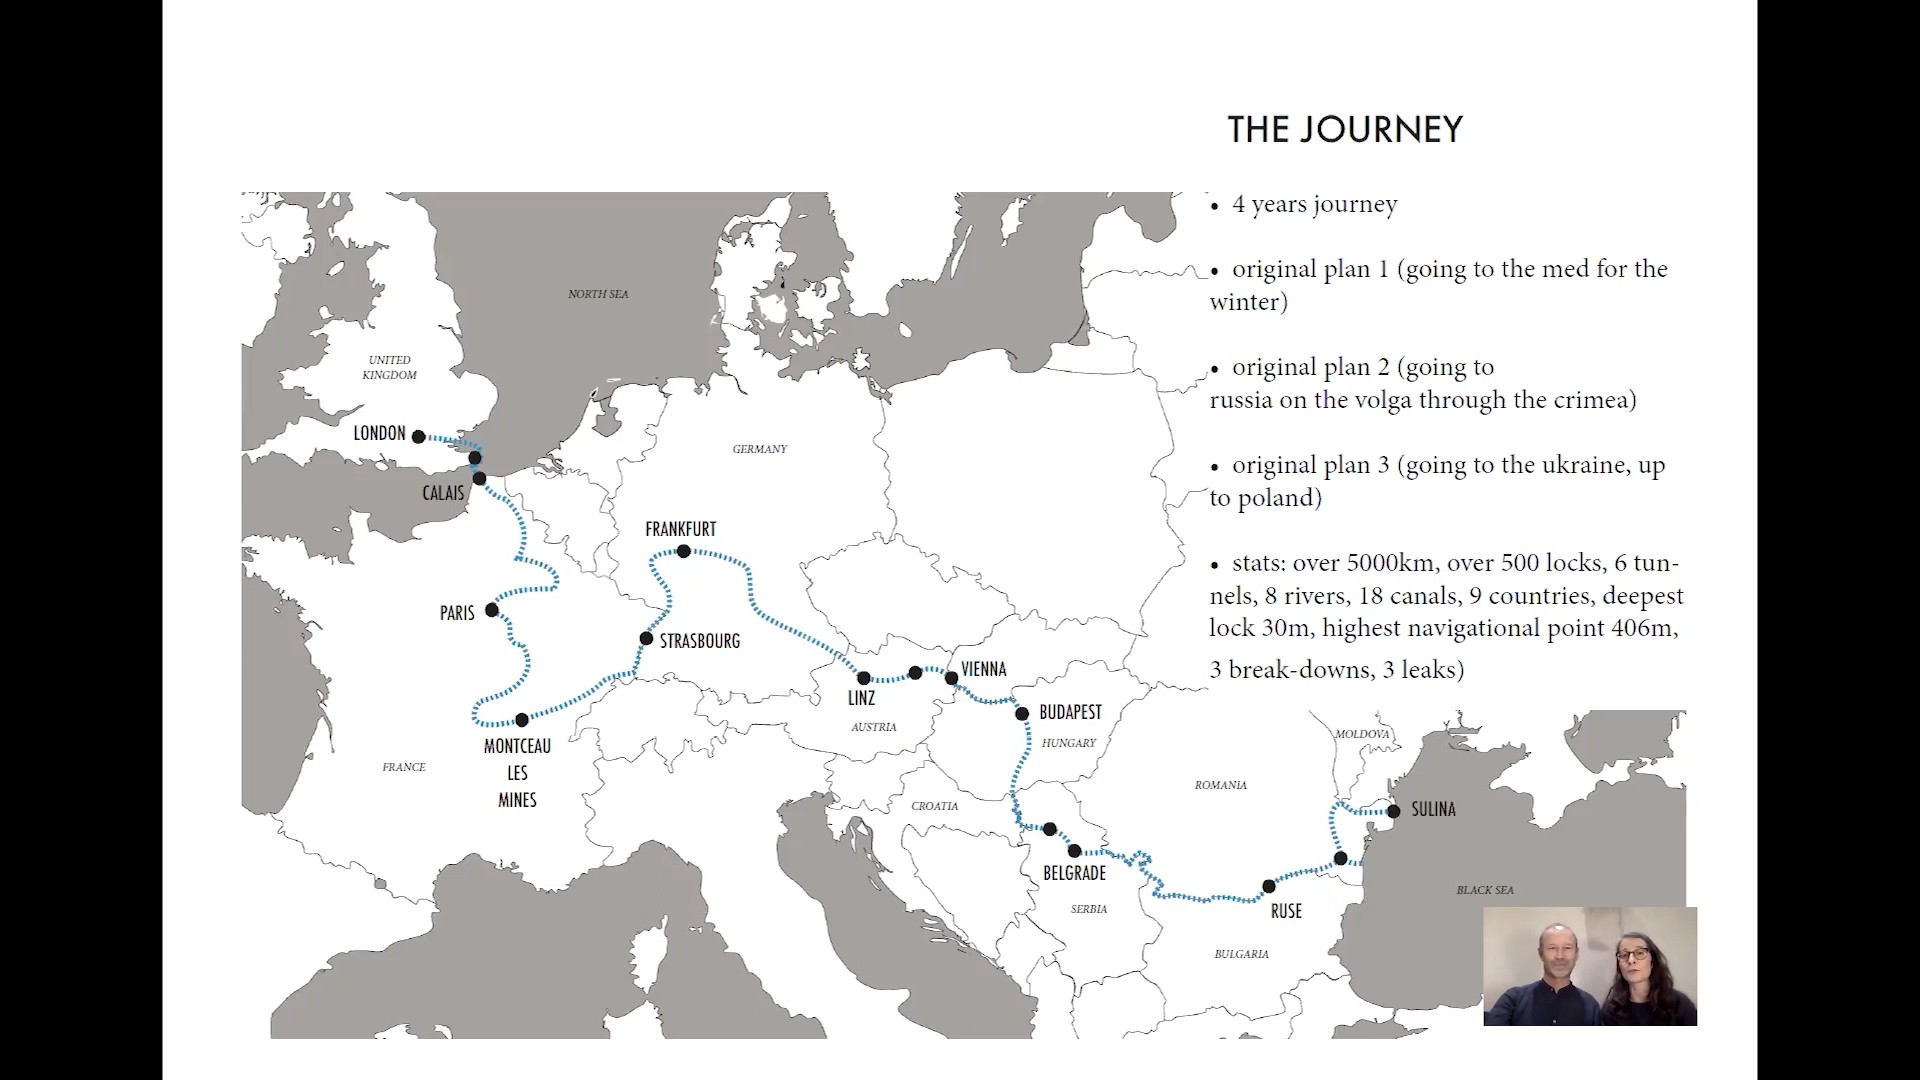 THE JOURNEY
• 4 years journey
• original plan 1 (going to the med for the
winter)
• original plan 2 (going to
russia on the volga through the crimea)
• original plan 3 (going to the ukraine, up
to poland)
• stats: over 5000km, over 500 locks, 6 tun-
nels, 8 rivers, 18 canals, 9 countries, deepest
lock 30m, highest navigational point 406m,
3 break-downs, 3 leaks)
NORTH SEA
UNITED
KINGDOM
LONDON
GERMANY
CALAIS
FRANKFURT
PARIS
STRASBOURG
VIENNA
LINZ
BUDAPEST
AUSTRIA
HUNGARY
MOLDOVA
MONTCEAU
LES
MINES
FRANCE
ROMANIA
CROATIA
SULINA
BELGRADE
BLACK SEA
SERBIA
RUSE
BULGARIA